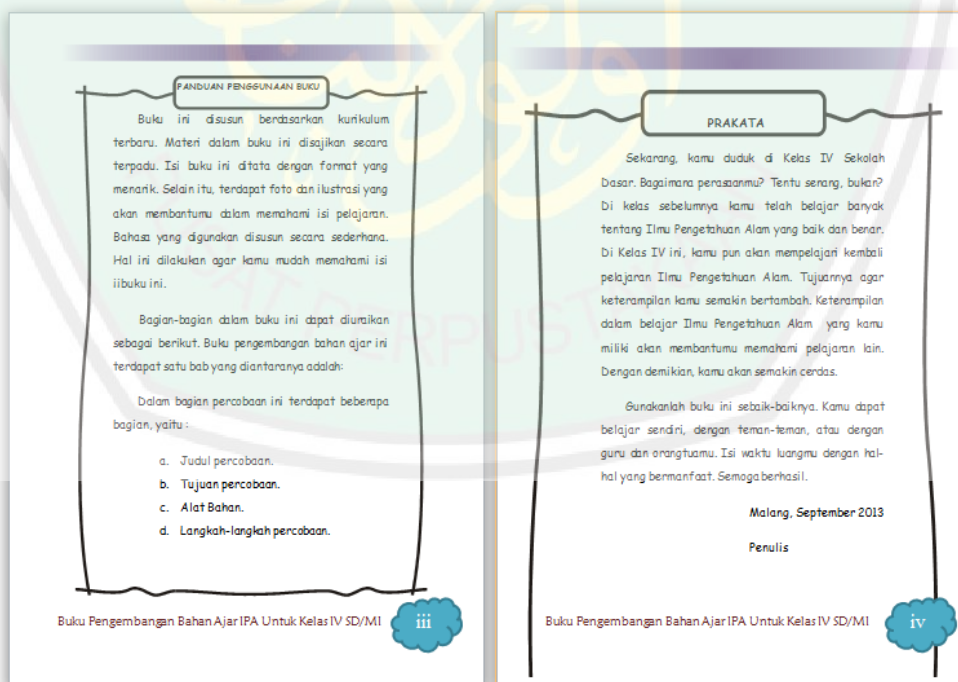 PANDUAN PENGGUNAAN BUKU
Buku ini disusun berdasarkan kurikulum
terbaru. Materi dalam buku ini disajikan secara
terpadu. Isi buku ini ditata dengan format yang
menarik. Selain itu, terdapat foto dan ilustrasi yang
akan membantumu dalam memahami isi pelajaran.
Bahasa yang digunakan disusun secara sederhana.
Hal ini dilakukan agar kamu mudah memahami isi
iibuku ini.
Bagian-bagian dalam buku ini dapat diuraikan
sebagai berikut. Buku pengembangan bahan ajar ini
terdapat satu bab yang diantaranya adalah:
Dalam bagian percobaan ini terdapat beberapa
bagian, yaitu :
a. Judul percobaan.
b. Tujuan percobaan.
c. Alat Bahan.
d. Langkah-langkah percobaan.
Buku Pengembangan Bahan Ajar IPA Untuk Kelas IV SD/MI
iii
PRAKATA
Sekarang, kamu duduk di Kelas IV Sekolah
Dasar. Bagaimana perasaanmu? Tentu senang, bukan?
Di kelas sebelumnya kamu telah belajar banyak
tentang Ilmu Pengetahuan Alam yang baik dan benar.
Di Kelas IV ini, kamu pun akan mempelajari kembali
pelajaran Ilmu Pengetahuan Alam. Tujuannya agar
keterampilan kamu semakin bertambah. Keterampilan
dalam belajar Ilmu Pengetahuan Alam yang kamu
miliki akan membantumu memahami pelajaran lain.
Dengan demikian, kamu akan semakin cerdas.
Gunakanlah buku ini sebaik-baiknya. Kamu dapat
belajar sendiri, dengan teman-teman, atau dengan
guru dan orangtuamu. Isi waktu luangmu dengan hal-
hal yang bermanfaat. Semoga berhasil.
Malang, September 2013
Penulis
Buku Pengembangan Bahan Ajar IPA Untuk Kelas IV SD/MI
iv